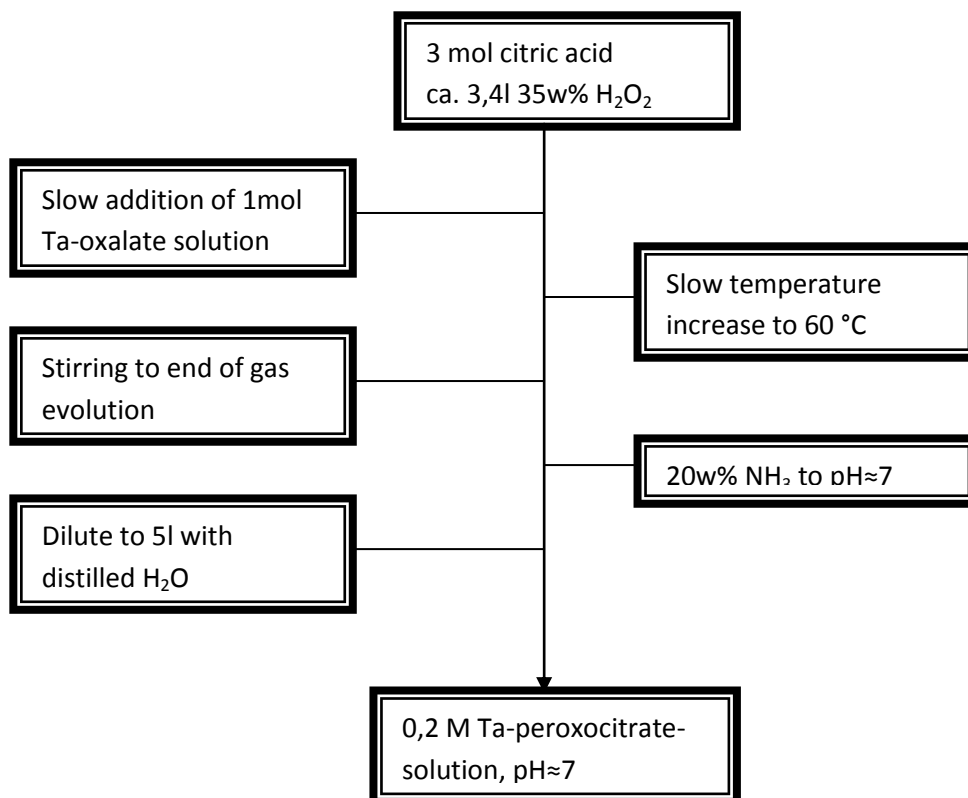 3 mol citric acid
ca. 3,4l 35w% H₂O₂
Slow addition of 1mol
Ta-oxalate solution
Slow temperature
increase to 60 °C
Stirring to end of gas
evolution
20w% NH₃ to pH≈7
Dilute to 5l with
distilled H₂O
0,2 M Ta-peroxocitrate-
solution, pH≈7